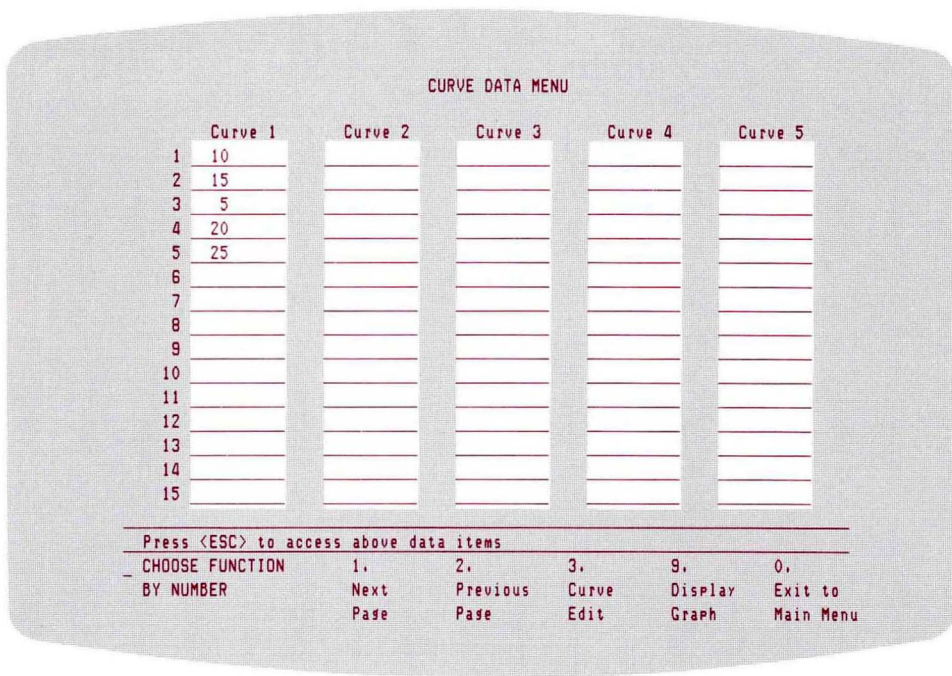 CURVE DATA MENU
Curve 1 Curve 2 Curve 3 Curve 4 Curve 5
1 10
2 15
3 5
4 20
5 25
6
7
8
9
10
11
12
13
14
15
Press <ESC> to access above data items
_ CHOOSE FUNCTION 1. 2. 3. 9. 0.
BY NUMBER Next Previous Curve Display Exit to
Page Page Edit Graph Main Menu